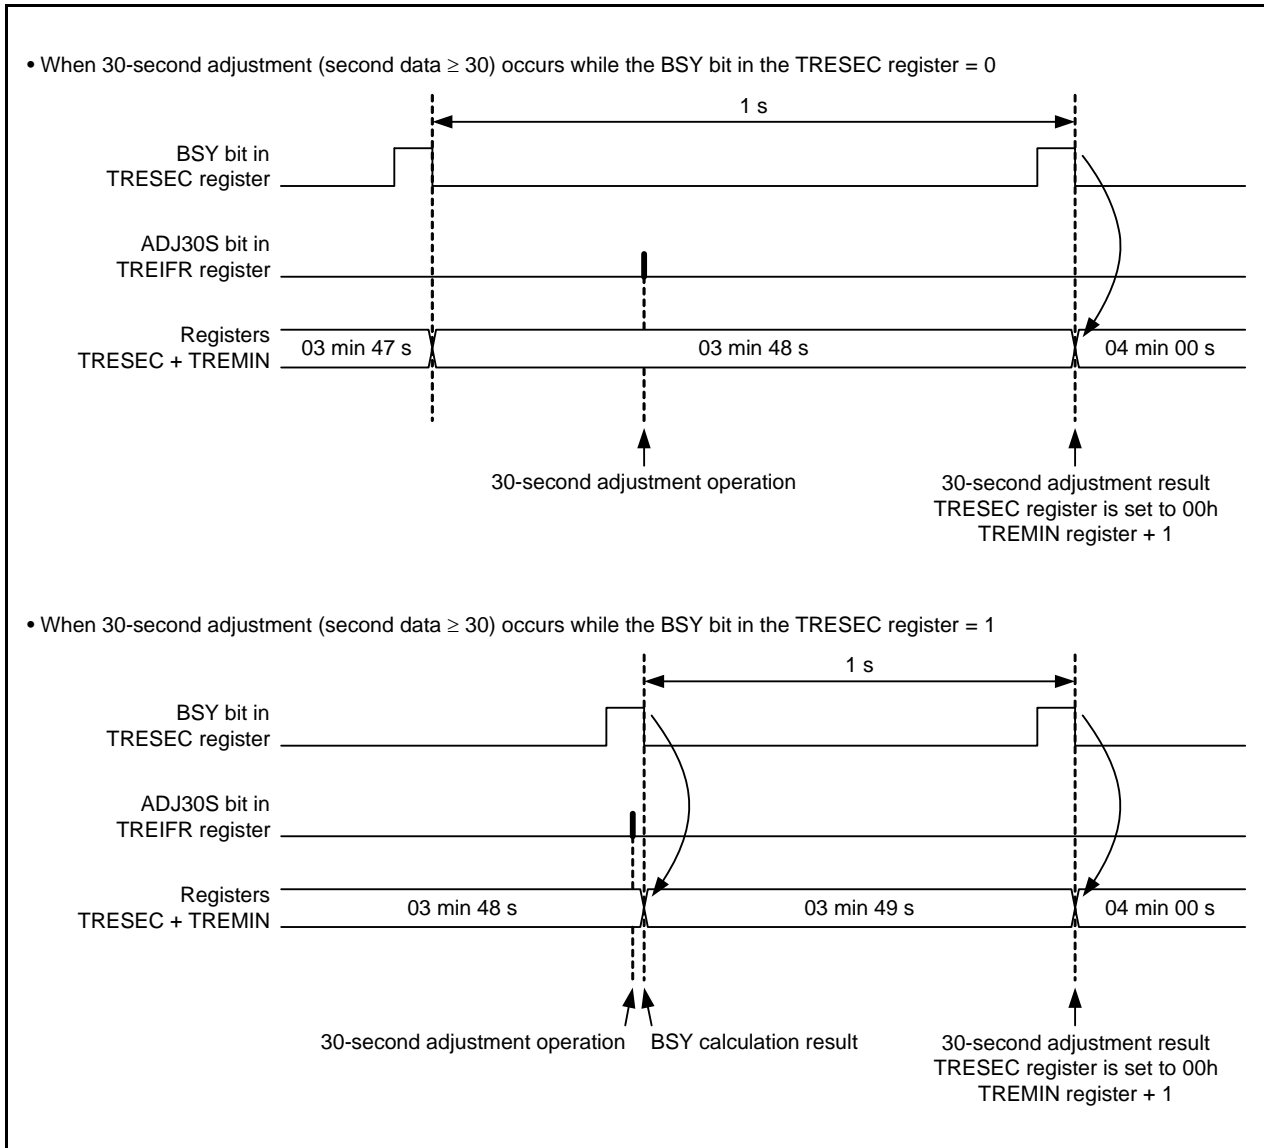 • When 30-second adjustment (second data ≥ 30) occurs while the BSY bit in the TRESEC register = 0
1 s
BSY bit in
TRESEC register
ADJ30S bit in
TREIFR register
Registers
TRESEC + TREMIN
03 min 47 s
03 min 48 s
04 min 00 s
30-second adjustment operation
30-second adjustment result
TRESEC register is set to 00h
TREMIN register + 1
• When 30-second adjustment (second data ≥ 30) occurs while the BSY bit in the TRESEC register = 1
1 s
BSY bit in
TRESEC register
ADJ30S bit in
TREIFR register
Registers
TRESEC + TREMIN
03 min 48 s
03 min 49 s
04 min 00 s
30-second adjustment operation
BSY calculation result
30-second adjustment result
TRESEC register is set to 00h
TREMIN register + 1